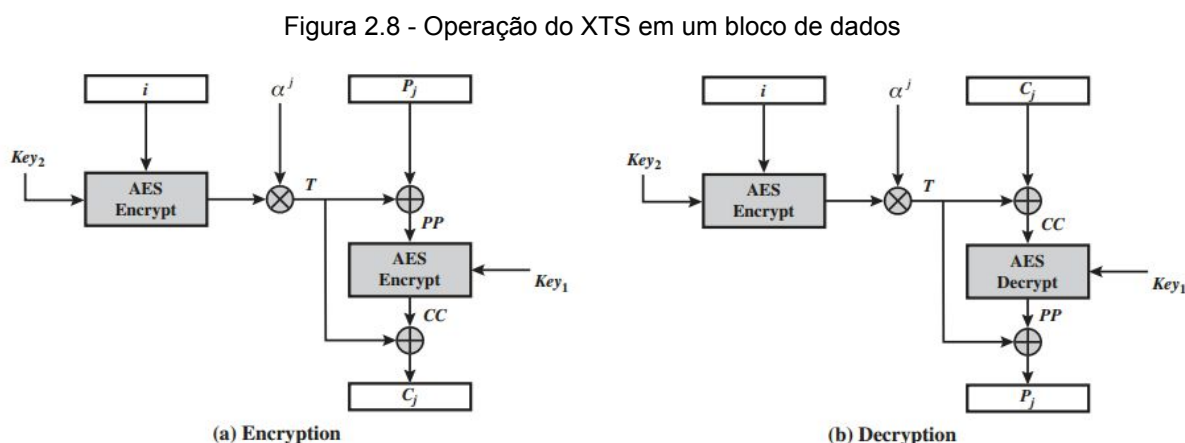 Figura 2.8 - Operação do XTS em um bloco de dados
i
α^j
P_j
Key_2
AES
Encrypt
T
PP
AES
Encrypt
Key_1
CC
C_j
(a) Encryption
i
α^j
C_j
Key_2
AES
Encrypt
T
CC
AES
Decrypt
Key_1
PP
P_j
(b) Decryption